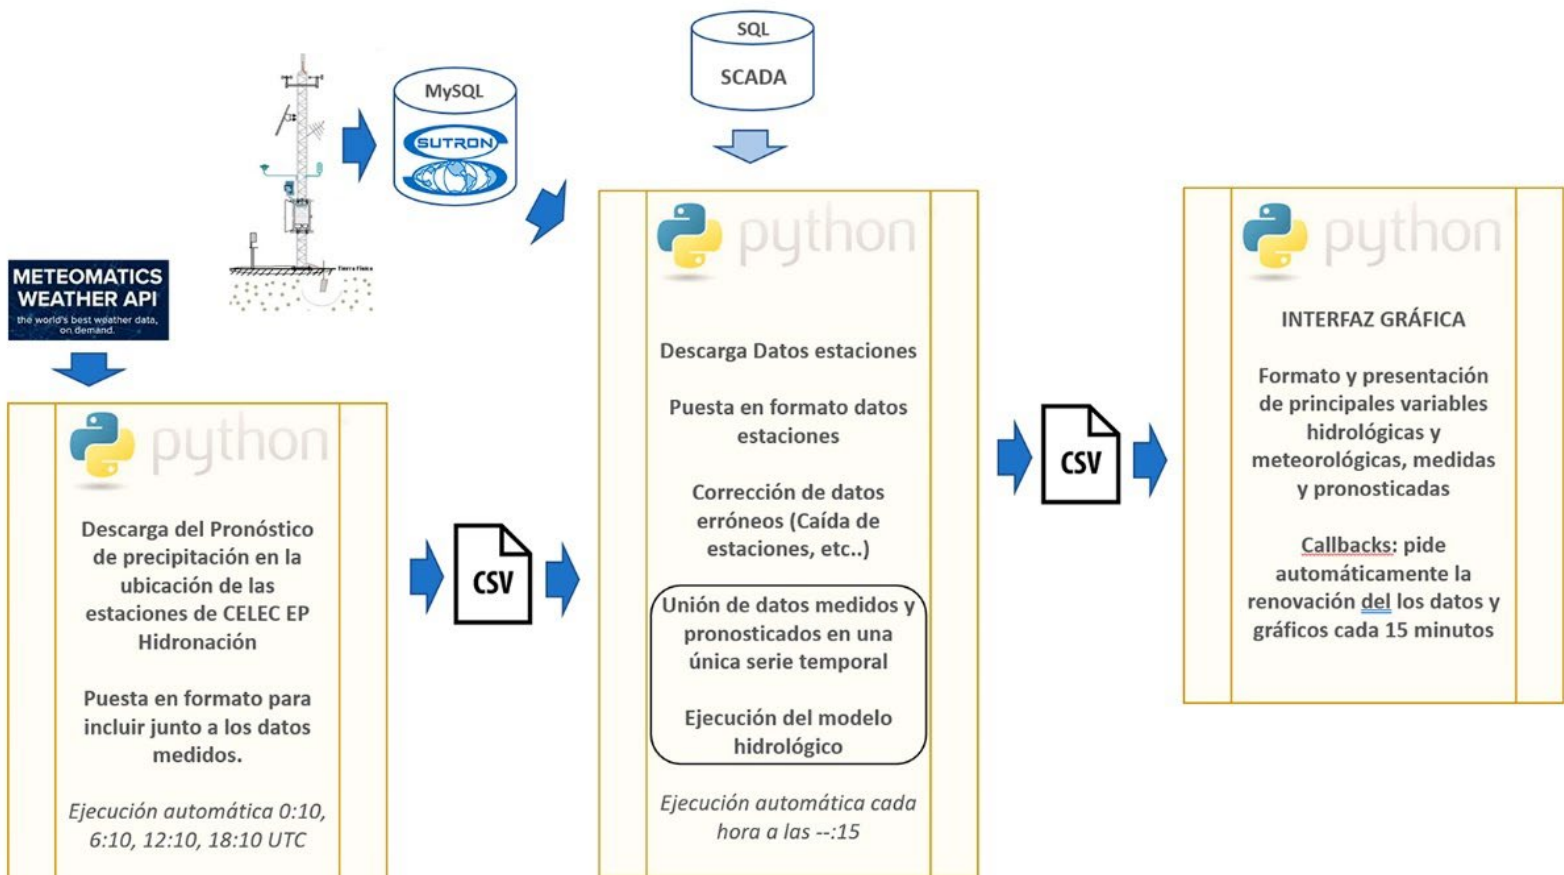 SQL
SCADA
MySQL
SUTRON
Tierra Física
METEOMATICS
WEATHER API
the world's best weather data,
on demand.
python
Descarga del Pronóstico
de precipitación en la
ubicación de las
estaciones de CELEC EP
Hidronación
Puesta en formato para
incluir junto a los datos
medidos.
Ejecución automática 0:10,
6:10, 12:10, 18:10 UTC
CSV
python
Descarga Datos estaciones
Puesta en formato datos
estaciones
Corrección de datos
erróneos (Caída de
estaciones, etc..)
Unión de datos medidos y
pronosticados en una
única serie temporal
Ejecución del modelo
hidrológico
Ejecución automática cada
hora a las --:15
CSV
python
INTERFAZ GRÁFICA
Formato y presentación
de principales variables
hidrológicas y
meteorológicas, medidas
y pronosticadas
Callbacks: pide
automáticamente la
renovación del los datos y
gráficos cada 15 minutos